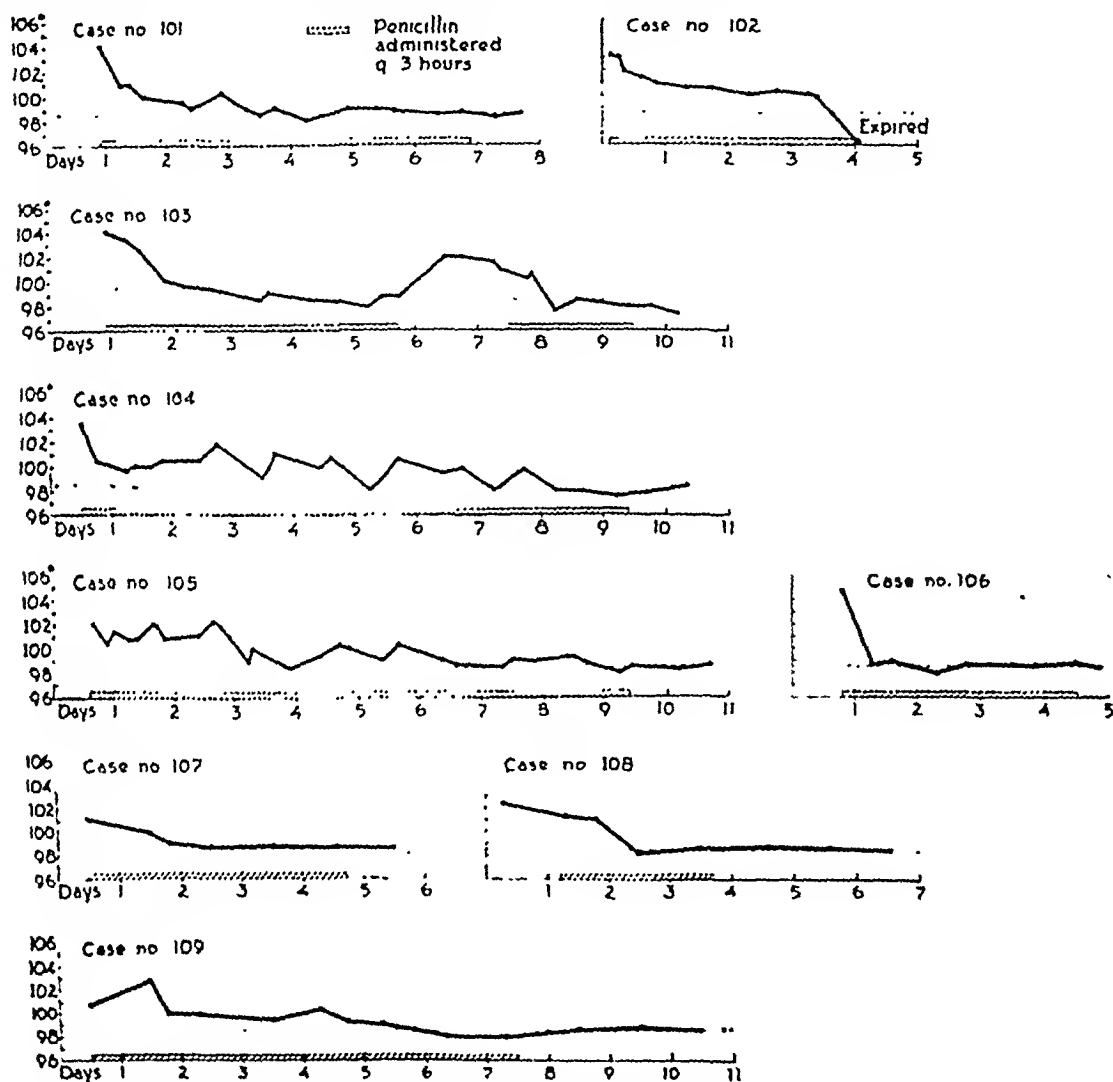 106° Case no 101 Penicillin Case no 102
104 administered
102 q 3 hours
100
98
96 Expired
Days 1 2 3 4 5 6 7 8 1 2 3 4 5
106° Case no 103
104
102
100
98
96
Days 1 2 3 4 5 6 7 8 9 10 11
106° Case no 104
104
102
100
98
96
Days 1 2 3 4 5 6 7 8 9 10 11
106° Case no 105 Case no. 106
104
102
100
98
96
Days 1 2 3 4 5 6 7 8 9 10 11 1 2 3 4 5
106 Case no 107 Case no 108
104
102
100
98
96
Days 1 2 3 4 5 6 1 2 3 4 5 6 7
106 Case no 109
104
102
100
98
96
Days 1 2 3 4 5 6 7 8 9 10 11